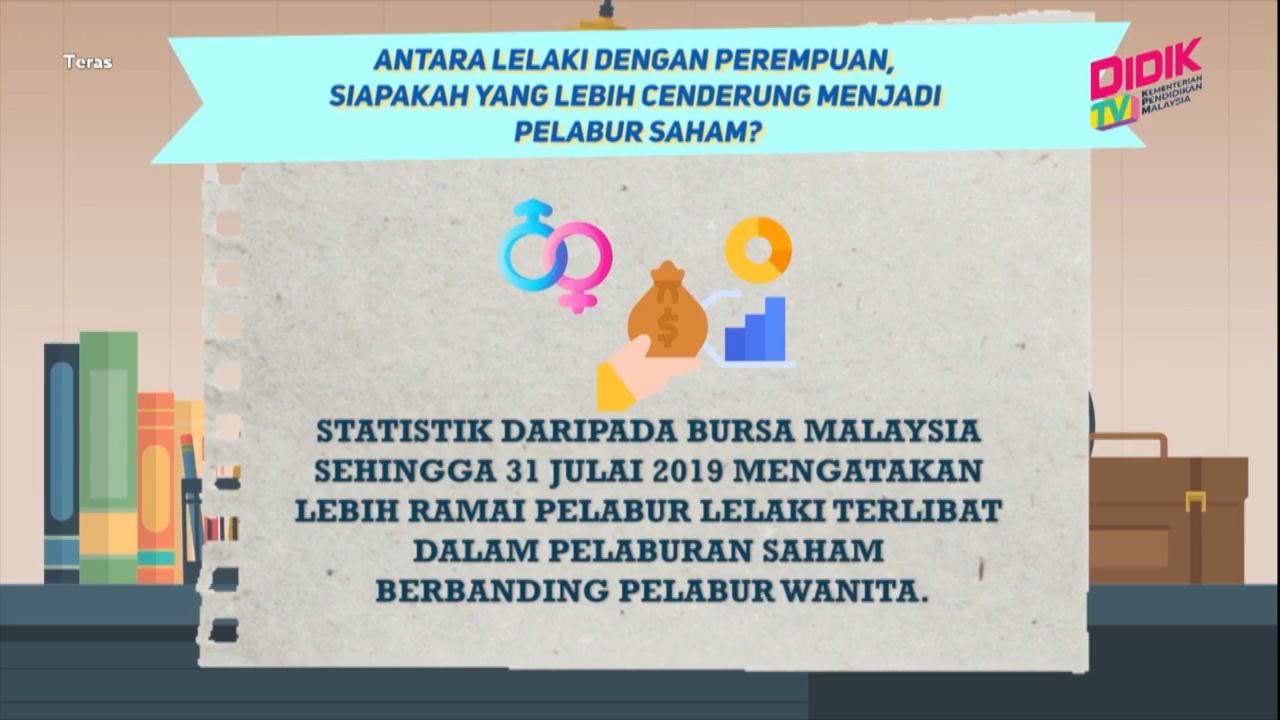 Teras
ANTARA LELAKI DENGAN PEREMPUAN,
SIAPAKAH YANG LEBIH CENDERUNG MENJADI
PELABUR SAHAM?
DIDIK
TV
KEMENTERIAN
PENDIDIKAN
MALAYSIA
$
STATISTIK DARIPADA BURSA MALAYSIA
SEHINGGA 31 JULAI 2019 MENGATAKAN
LEBIH RAMAI PELABUR LELAKI TERLIBAT
DALAM PELABURAN SAHAM
BERBANDING PELABUR WANITA.